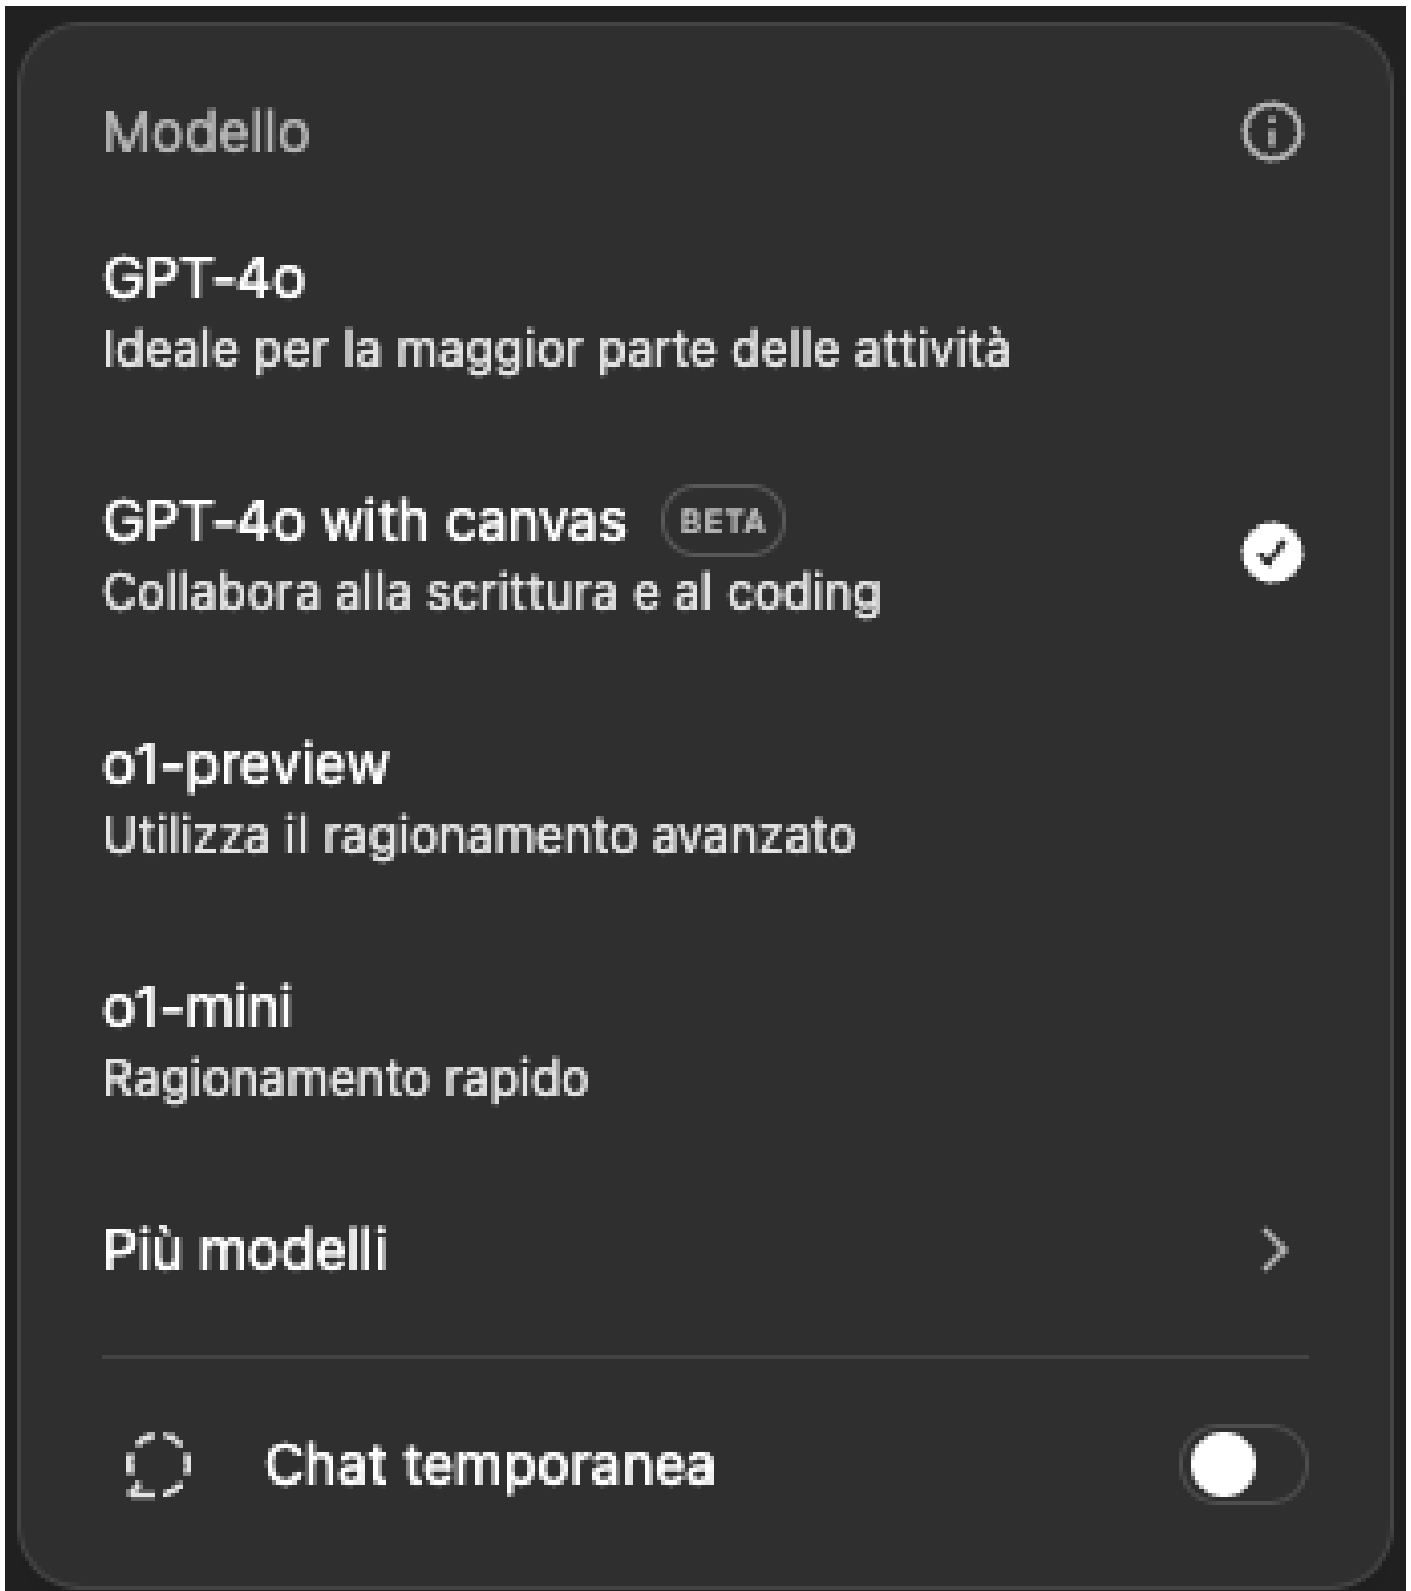 Modello
GPT-4o
Ideale per la maggior parte delle attività
GPT-4o with canvas BETA
Collabora alla scrittura e al coding
o1-preview
Utilizza il ragionamento avanzato
o1-mini
Ragionamento rapido
Più modelli
Chat temporanea